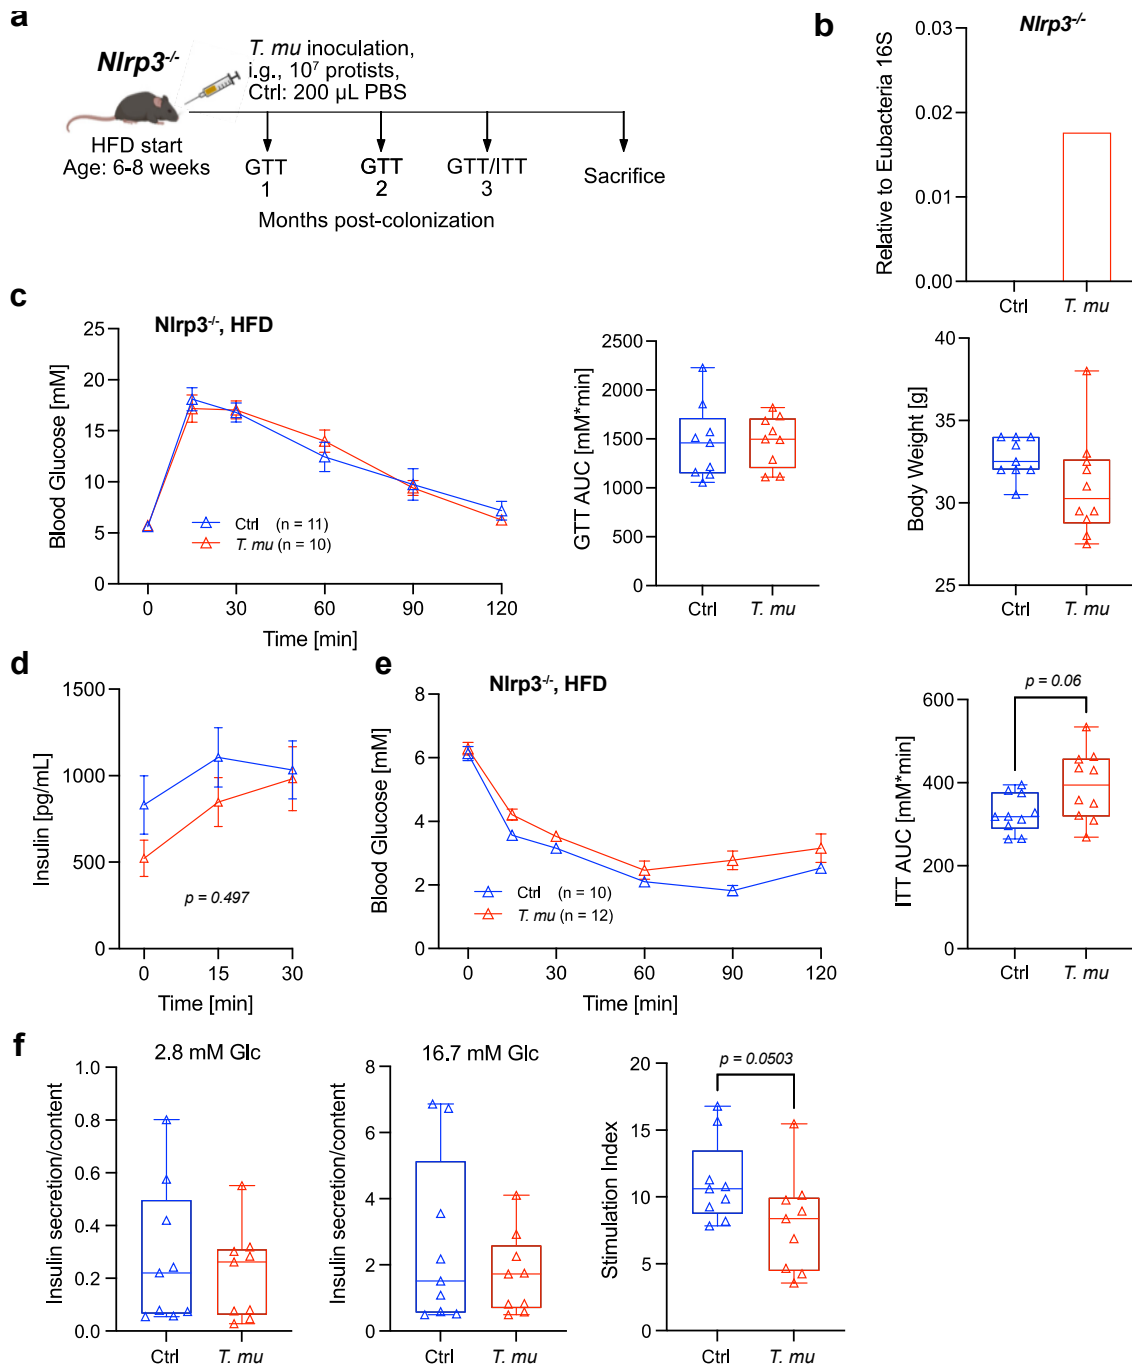 a
Nlrp3-/-
T. mu inoculation,
i.g., 10⁷ protists,
Ctrl: 200 µL PBS
HFD start
Age: 6-8 weeks
GTT
1
GTT
2
GTT/ITT
3
Sacrifice
Months post-colonization
b
Nlrp3-/-
Relative to Eubacteria 16S
0.03
0.02
0.01
0.00
Ctrl
T. mu
c
Nlrp3-/-, HFD
Blood Glucose [mM]
25
20
15
10
5
0
Ctrl (n = 11)
T. mu (n = 10)
0 30 60 90 120
Time [min]
GTT AUC [mM*min]
2500
2000
1500
1000
500
0
Ctrl
T. mu
Body Weight [g]
40
35
30
25
Ctrl
T. mu
d
Insulin [pg/mL]
1500
1000
500
0
p = 0.497
0 15 30
Time [min]
e
Nlrp3-/-, HFD
Blood Glucose [mM]
8
6
4
2
0
Ctrl (n = 10)
T. mu (n = 12)
0 30 60 90 120
Time [min]
p = 0.06
ITT AUC [mM*min]
600
400
200
0
Ctrl
T. mu
f
2.8 mM Glc
Insulin secretion/content
1.0
0.8
0.6
0.4
0.2
0.0
Ctrl
T. mu
16.7 mM Glc
Insulin secretion/content
8
6
4
2
0
Ctrl
T. mu
p = 0.0503
Stimulation Index
20
15
10
5
0
Ctrl
T. mu